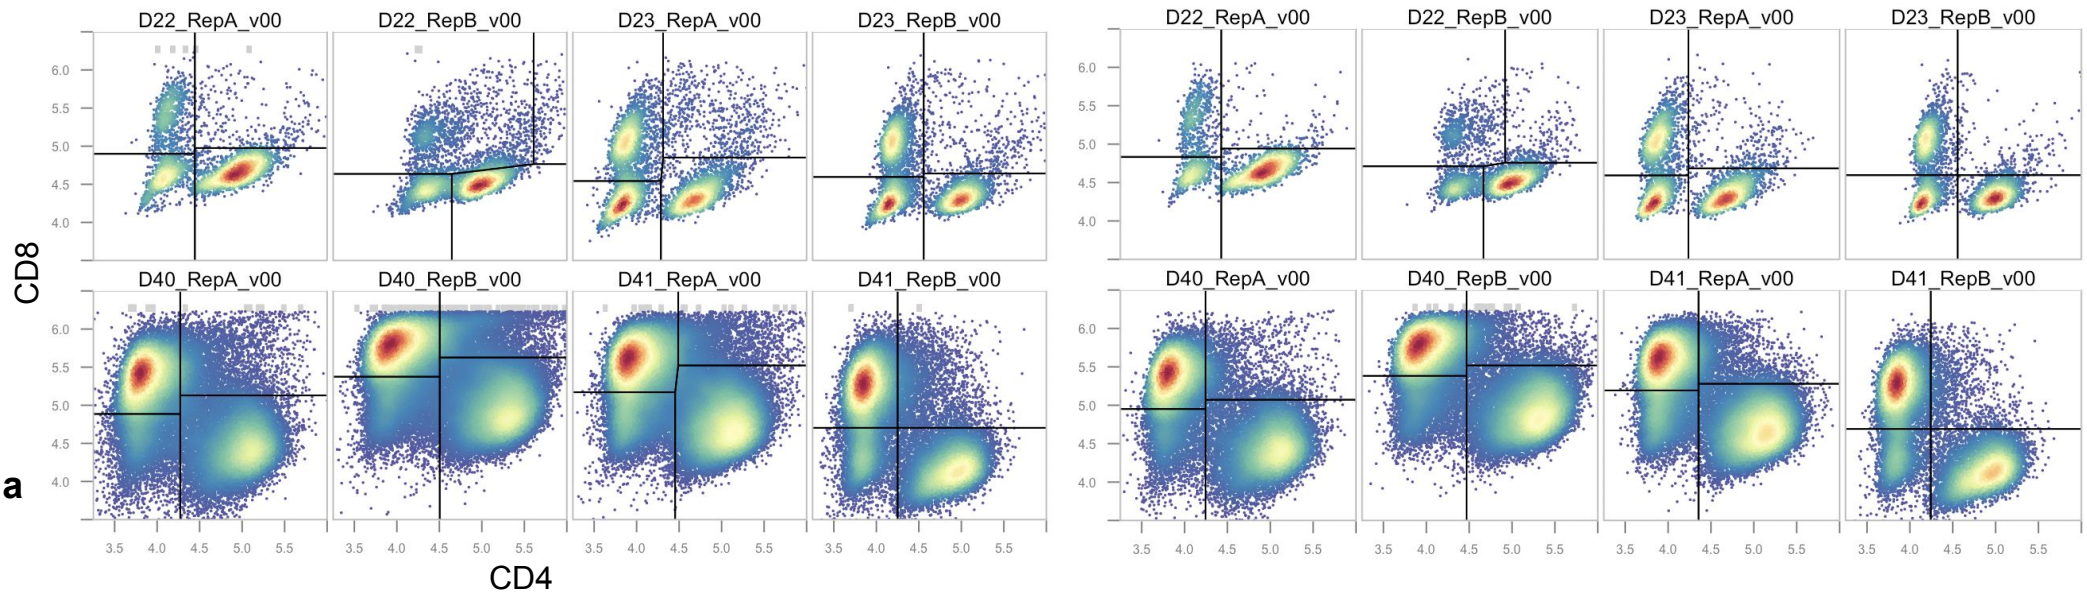 D22_RepA_v00 D22_RepB_v00 D23_RepA_v00 D23_RepB_v00 D22_RepA_v00 D22_RepB_v00 D23_RepA_v00 D23_RepB_v00
6.0 6.0
5.5 5.5
5.0 5.0
4.5 4.5
4.0 4.0
CD8
D40_RepA_v00 D40_RepB_v00 D41_RepA_v00 D41_RepB_v00 D40_RepA_v00 D40_RepB_v00 D41_RepA_v00 D41_RepB_v00
6.0 6.0
5.5 5.5
5.0 5.0
4.5 4.5
a 4.0 4.0
3.5 4.0 4.5 5.0 5.5 3.5 4.0 4.5 5.0 5.5 3.5 4.0 4.5 5.0 5.5 3.5 4.0 4.5 5.0 5.5 3.5 4.0 4.5 5.0 5.5 3.5 4.0 4.5 5.0 5.5 3.5 4.0 4.5 5.0 5.5 3.5 4.0 4.5 5.0 5.5
CD4